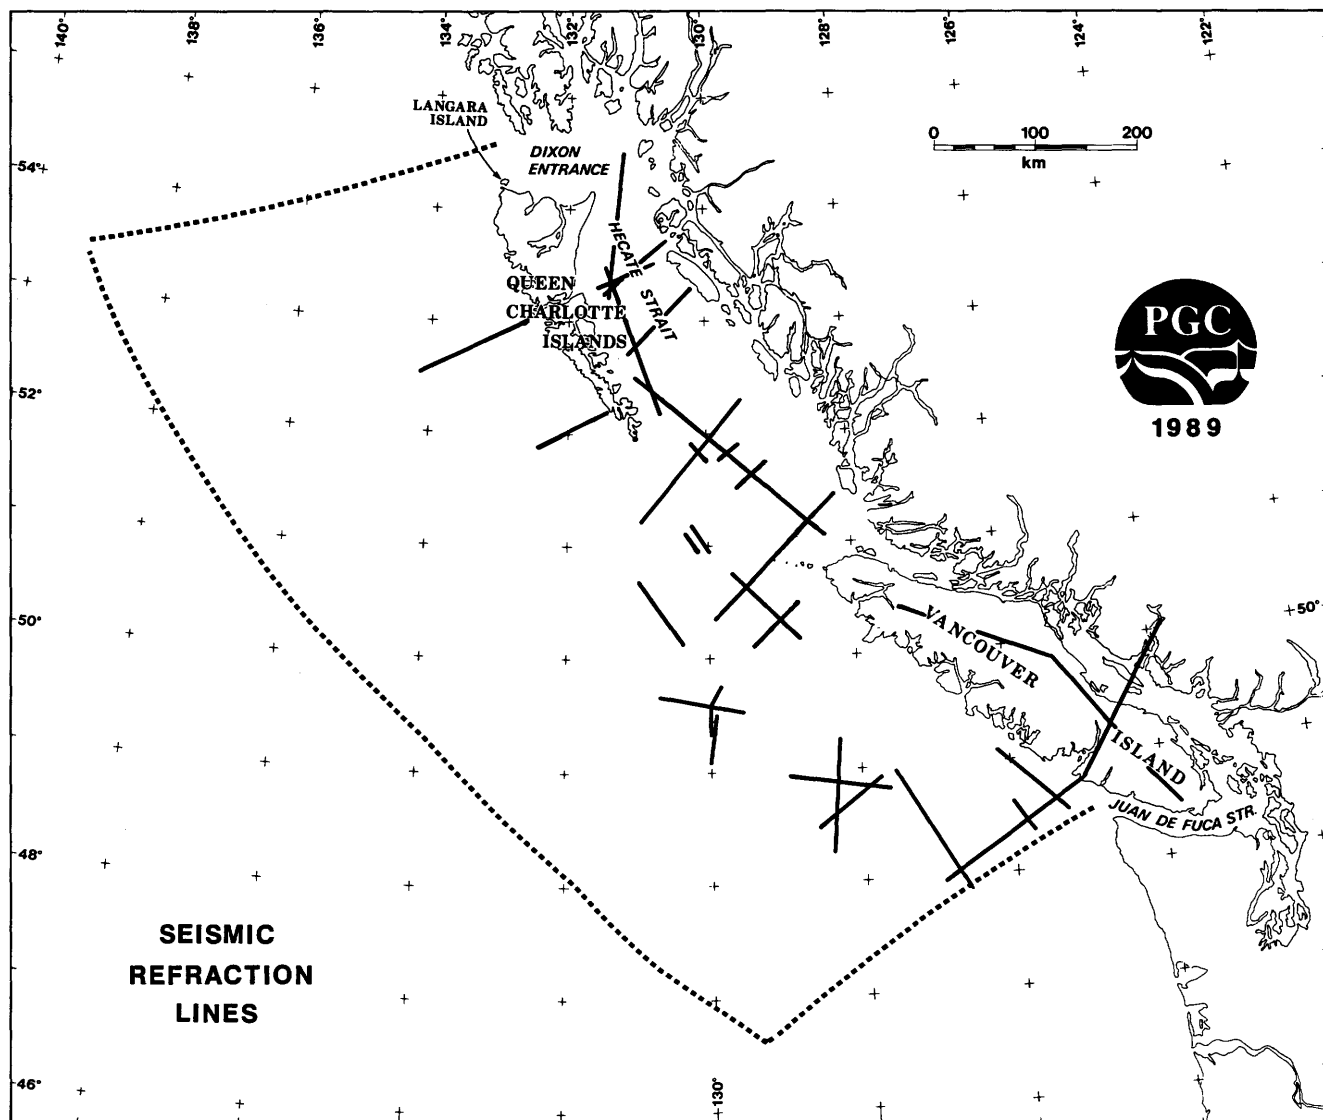 140°
138°
136°
134°
132°
130°
128°
126°
124°
122°
LANGARA
ISLAND
DIXON
ENTRANCE
0 100 200
km
54°
HECATE STRAIT
QUEEN
CHARLOTTE
ISLANDS
PGC
1989
52°
50°
50°
VANCOUVER
ISLAND
JUAN DE FUCA STR.
48°
SEISMIC
REFRACTION
LINES
46°
130°